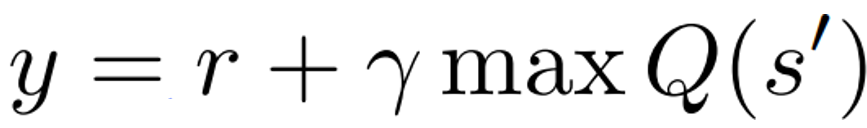 y = r + γ max Q(s′)